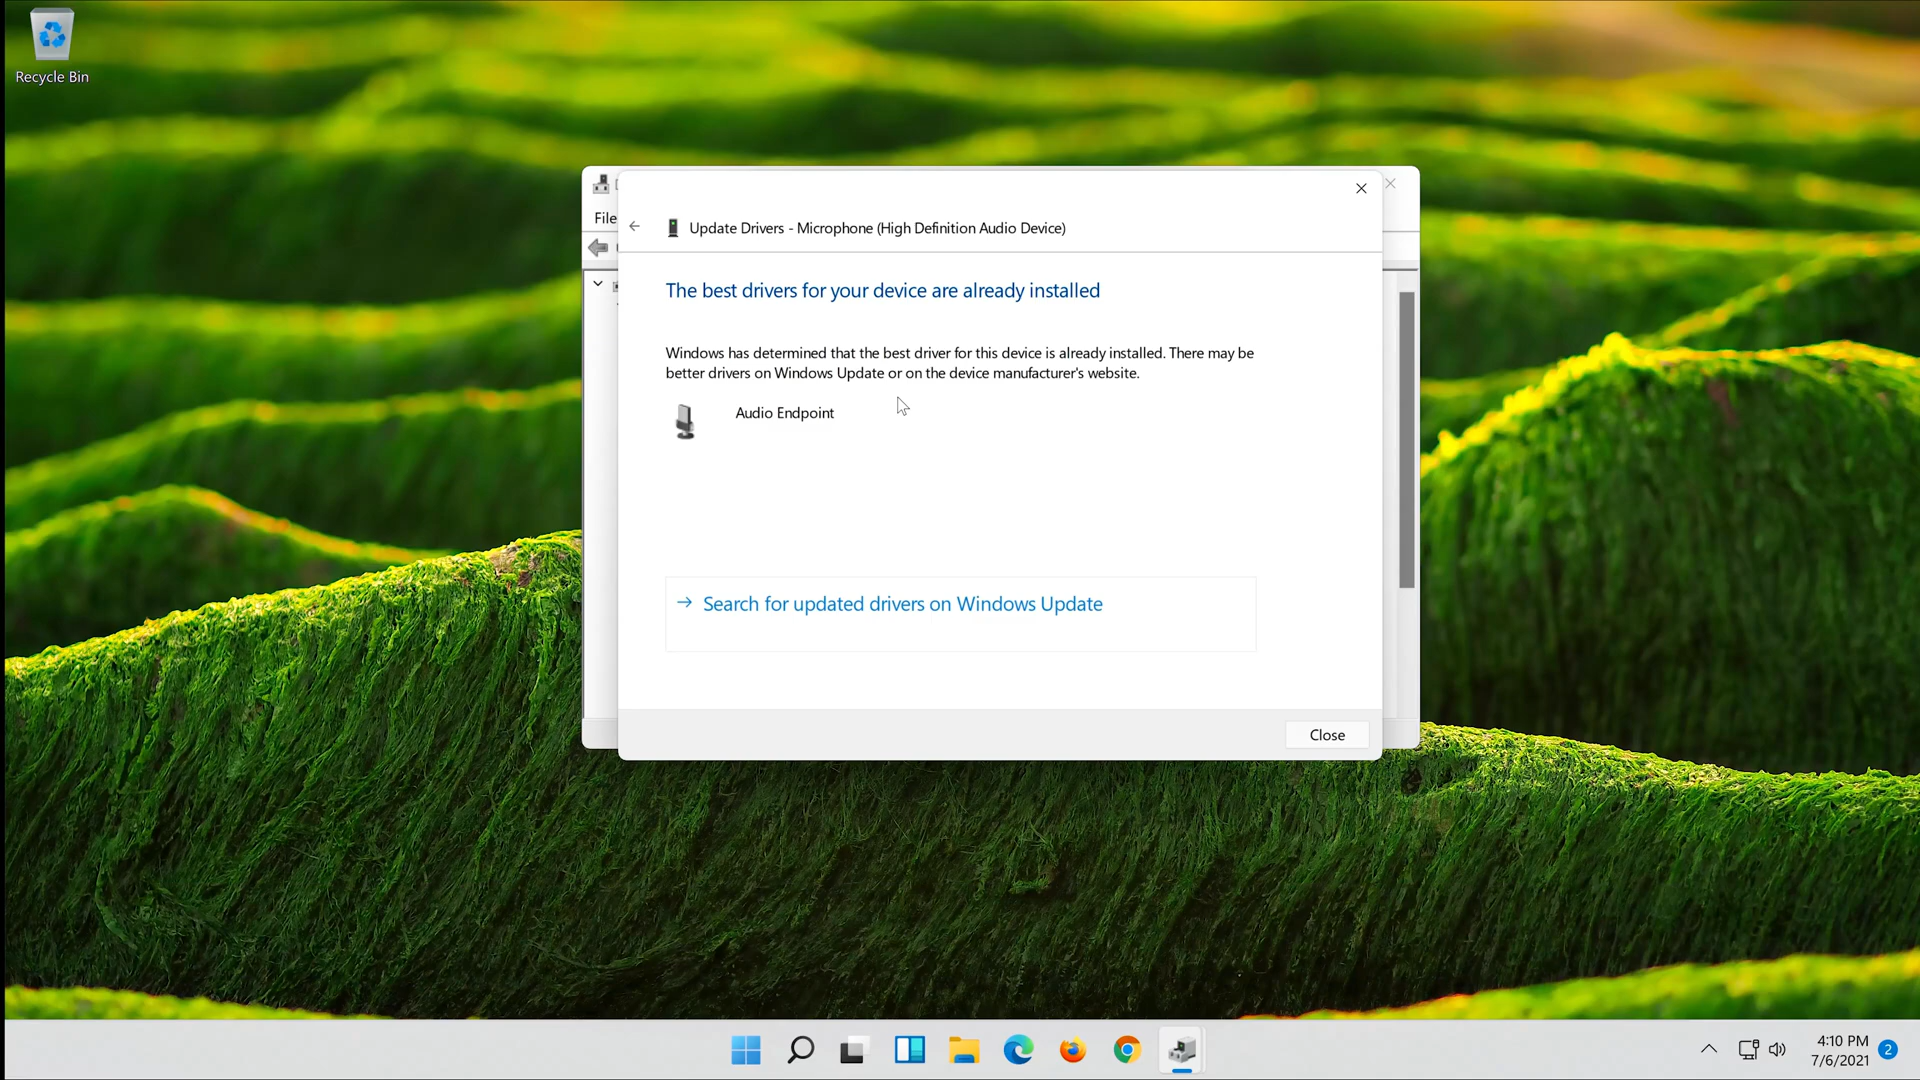 Recycle Bin
File
Update Drivers - Microphone (High Definition Audio Device)
The best drivers for your device are already installed
Windows has determined that the best driver for this device is already installed. There may be
better drivers on Windows Update or on the device manufacturer's website.
Audio Endpoint
Search for updated drivers on Windows Update
Close
4:10 PM
7/6/2021
2